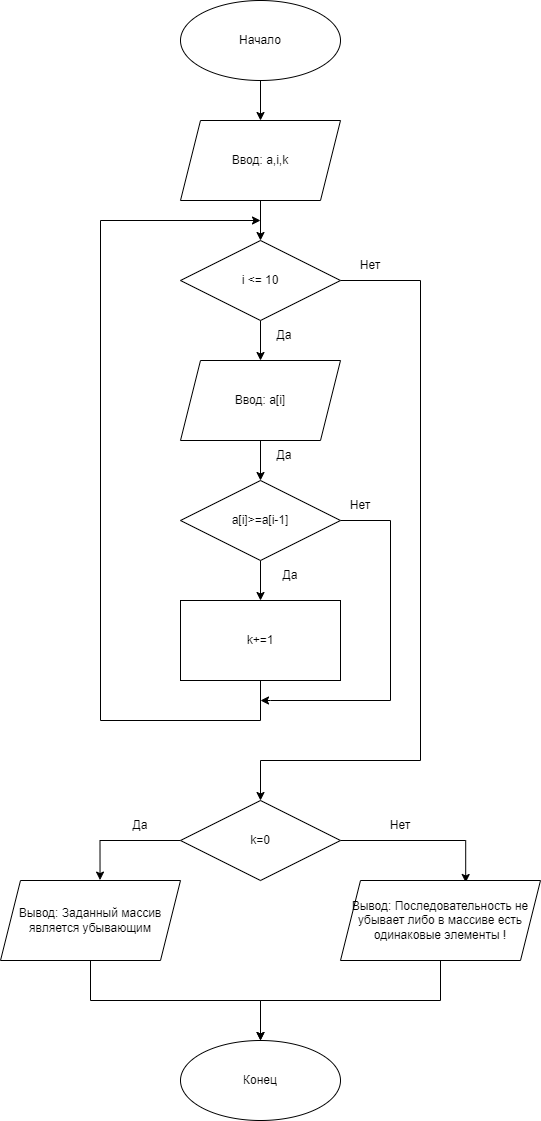 Начало
Ввод: a,i,k
i <= 10
Нет
Да
Ввод: a[i]
Да
a[i]>=a[i-1]
Нет
Да
k+=1
k=0
Да
Нет
Вывод: Заданный массив
является убывающим
Вывод: Последовательность не
убывает либо в массиве есть
одинаковые элементы !
Конец